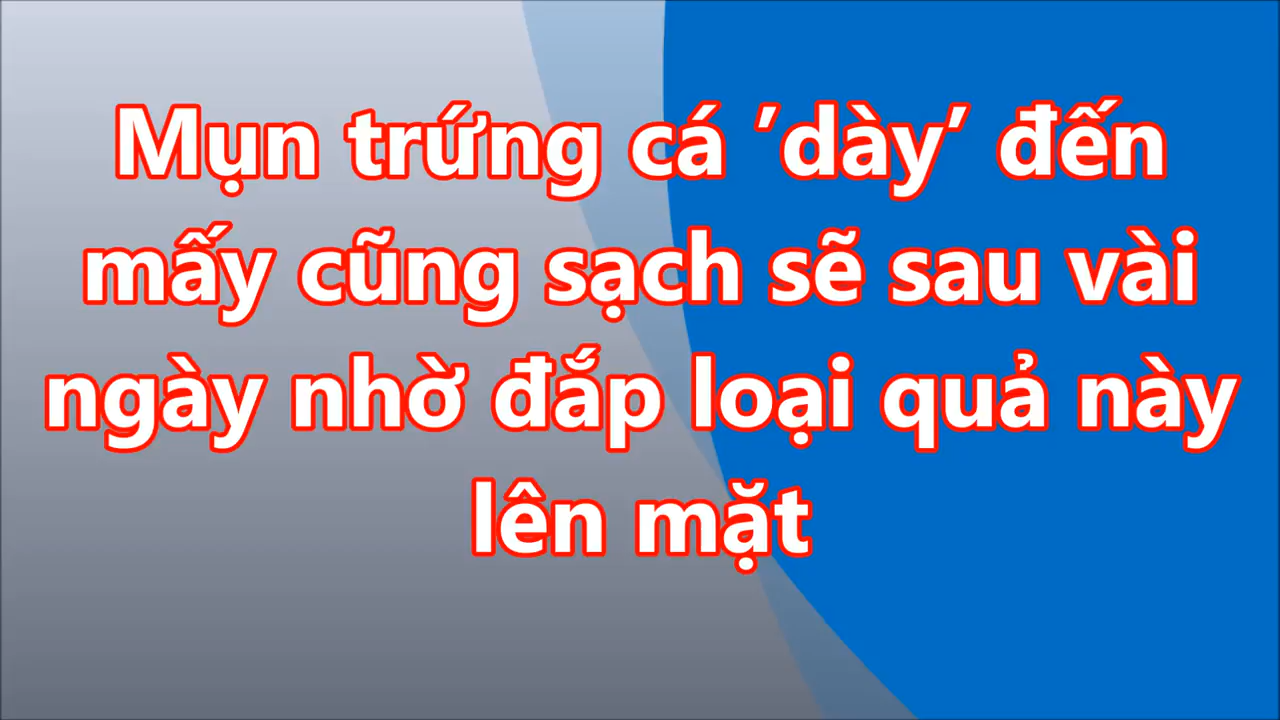 Mụn trứng cá ’dày’ đến
mấy cũng sạch sẽ sau vài
ngày nhờ đắp loại quả này
lên mặt